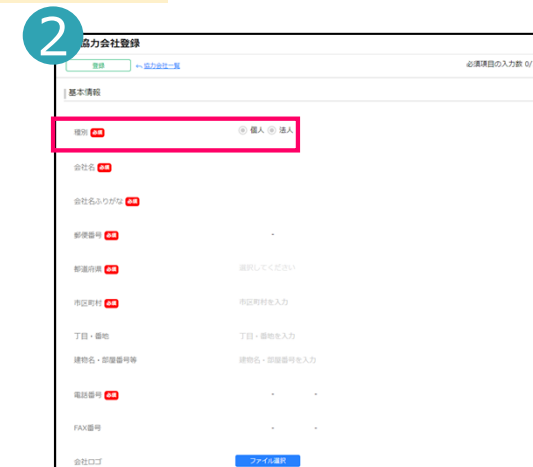 2
協力会社登録
登録 ← 協力会社一覧 必須項目の入力数 0/
基本情報
種別 必須 個人 法人
会社名 必須
会社名ふりがな 必須
郵便番号 必須 -
都道府県 必須 選択してください
市区町村 必須 市区町村を入力
丁目・番地 丁目・番地を入力
建物名・部屋番号等 建物名・部屋番号を入力
電話番号 必須 - -
FAX番号 - -
会社ロゴ ファイル選択